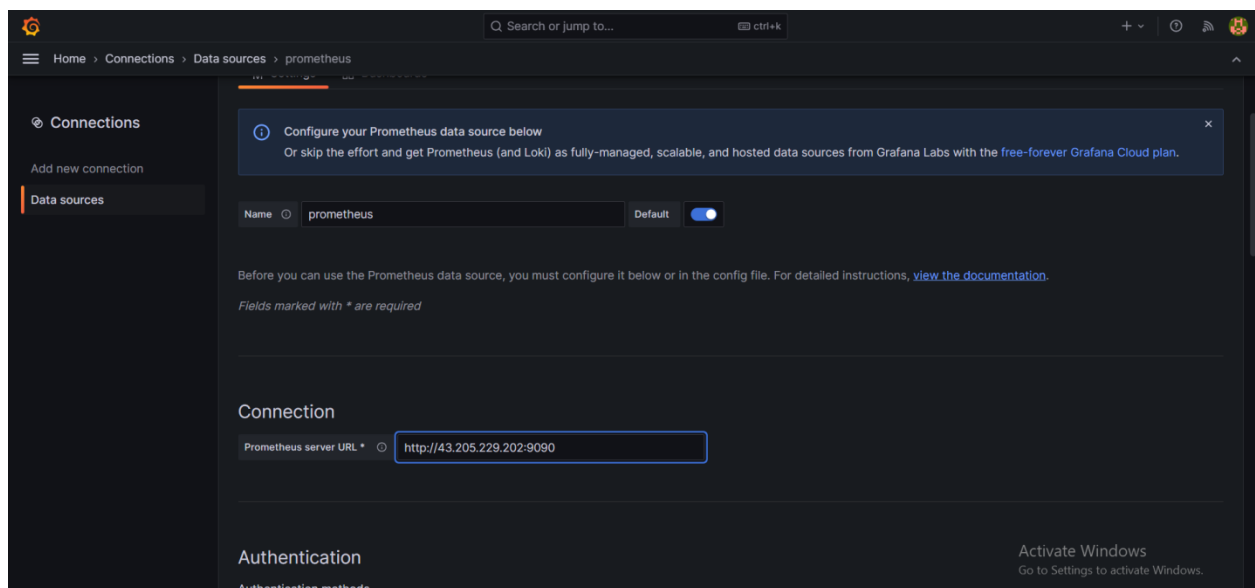 Search or jump to... ctrl+k
Home › Connections › Data sources › prometheus
Settings Dashboards
Connections
Add new connection
Data sources
Configure your Prometheus data source below
Or skip the effort and get Prometheus (and Loki) as fully-managed, scalable, and hosted data sources from Grafana Labs with the free-forever Grafana Cloud plan.
Name prometheus Default
Before you can use the Prometheus data source, you must configure it below or in the config file. For detailed instructions, view the documentation.
Fields marked with * are required
Connection
Prometheus server URL * http://43.205.229.202:9090
Authentication
Authentication methods
Activate Windows
Go to Settings to activate Windows.